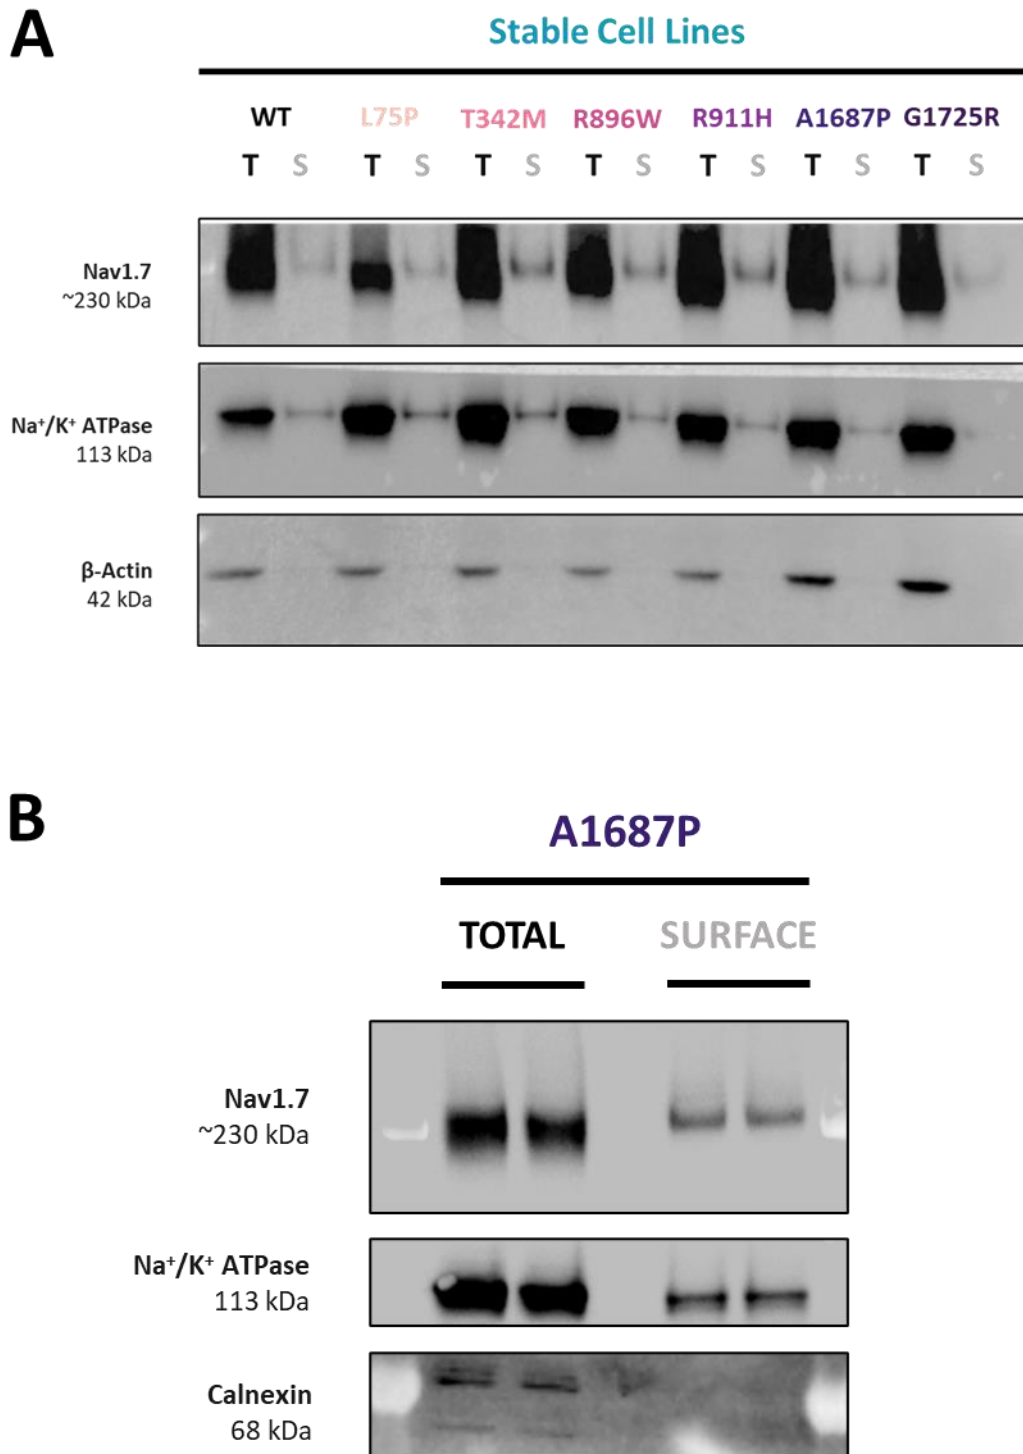 A
Stable Cell Lines
WT L75P T342M R896W R911H A1687P G1725R
T S T S T S T S T S T S T S
Nav1.7
~230 kDa
Na⁺/K⁺ ATPase
113 kDa
β-Actin
42 kDa
B
A1687P
TOTAL SURFACE
Nav1.7
~230 kDa
Na⁺/K⁺ ATPase
113 kDa
Calnexin
68 kDa